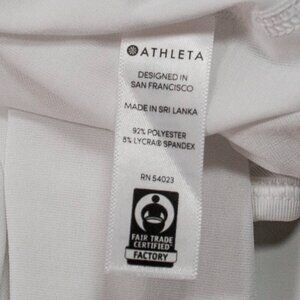 ATHLETA
DESIGNED IN
SAN FRANCISCO
MADE IN SRI LANKA
92% POLYESTER
8% LYCRA® SPANDEX
RN 54023
FAIR TRADE
CERTIFIED
FACTORY